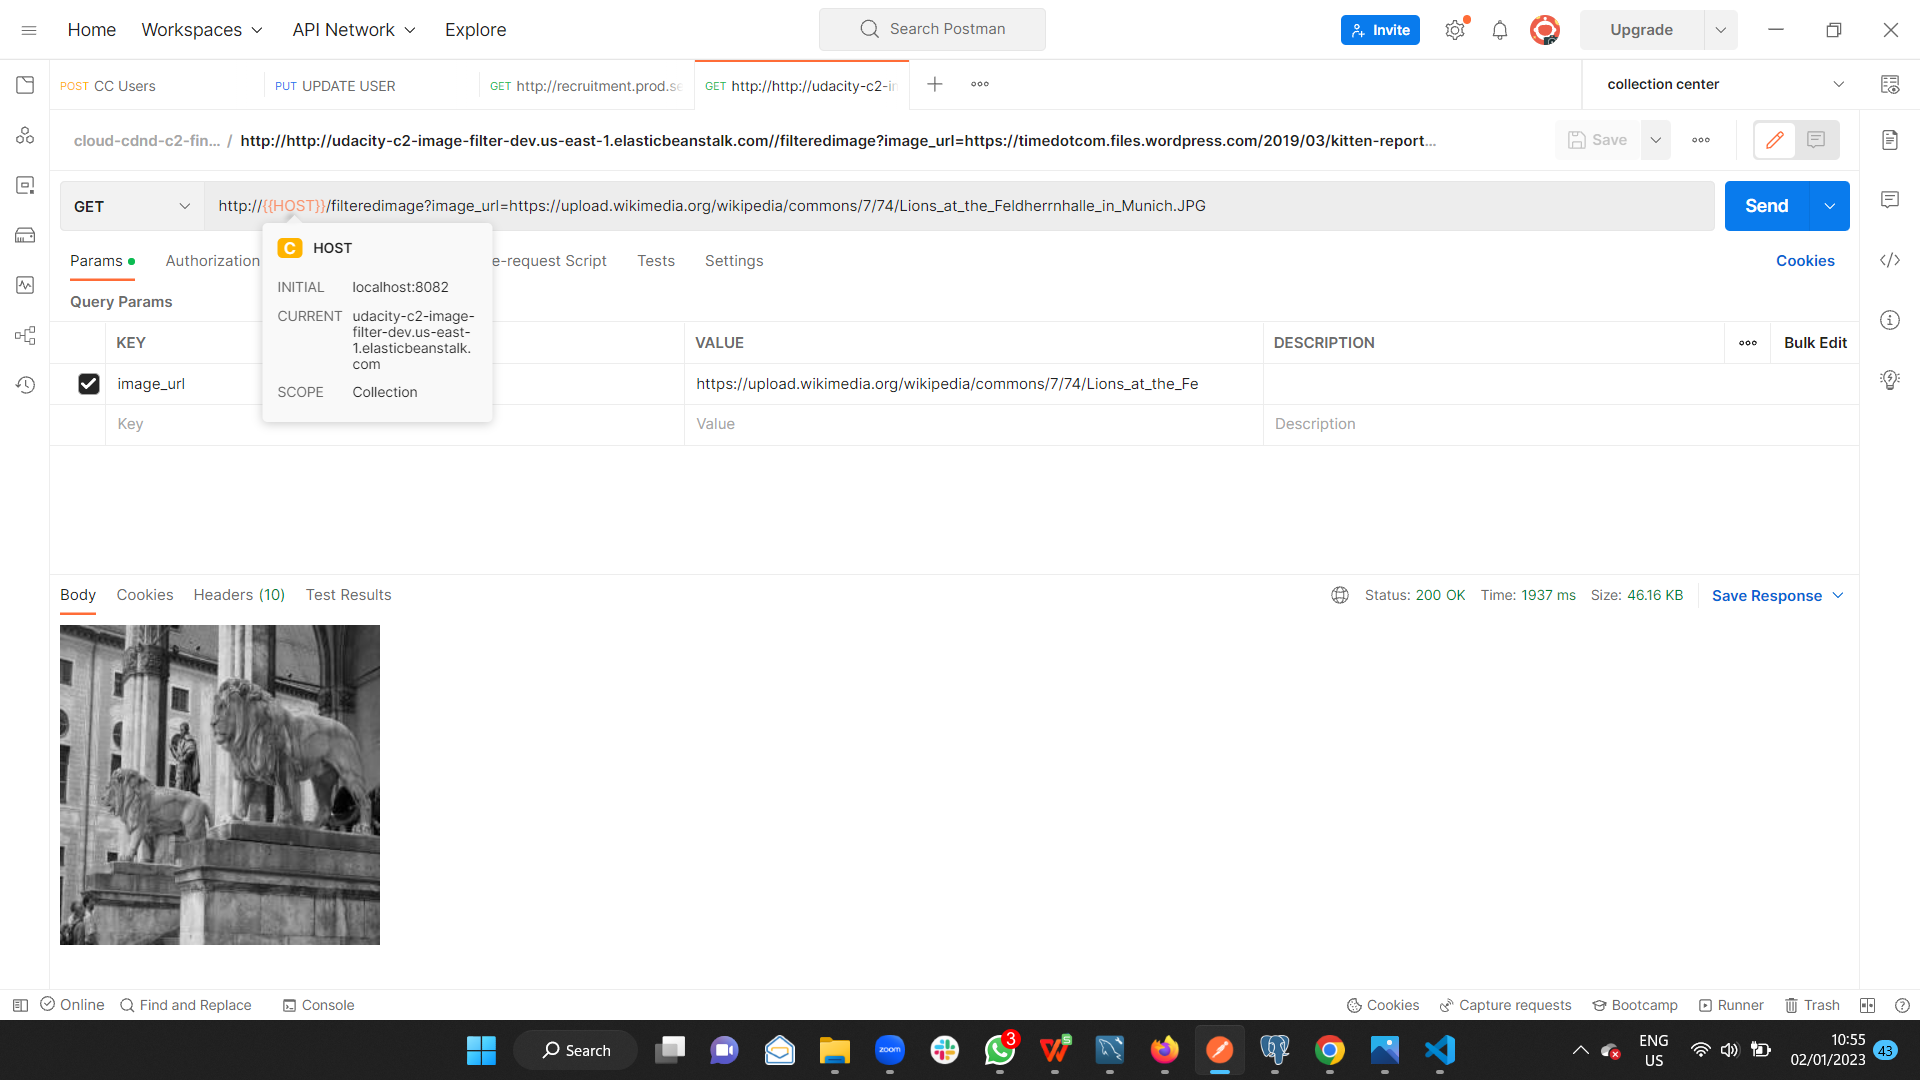 Home
Workspaces
API Network
Explore
Search Postman
Invite
Upgrade
POST CC Users
PUT UPDATE USER
GET http://recruitment.prod.se
GET http://http://udacity-c2-in
collection center
cloud-cdnd-c2-fin... / http://http://udacity-c2-image-filter-dev.us-east-1.elasticbeanstalk.com//filteredimage?image_url=https://timedotcom.files.wordpress.com/2019/03/kitten-report...
Save
GET
http://{{HOST}}/filteredimage?image_url=https://upload.wikimedia.org/wikipedia/commons/7/74/Lions_at_the_Feldherrnhalle_in_Munich.JPG
Send
C HOST
INITIAL localhost:8082
CURRENT udacity-c2-image-
filter-dev.us-east-
1.elasticbeanstalk.
com
SCOPE Collection
Params
Authorization
e-request Script
Tests
Settings
Cookies
Query Params
KEY
VALUE
DESCRIPTION
Bulk Edit
image_url
https://upload.wikimedia.org/wikipedia/commons/7/74/Lions_at_the_Fe
Key
Value
Description
Body
Cookies
Headers (10)
Test Results
Status: 200 OK
Time: 1937 ms
Size: 46.16 KB
Save Response
Online
Find and Replace
Console
Cookies
Capture requests
Bootcamp
Runner
Trash
Search
zoom
3
S
ENG
US
10:55
02/01/2023
43